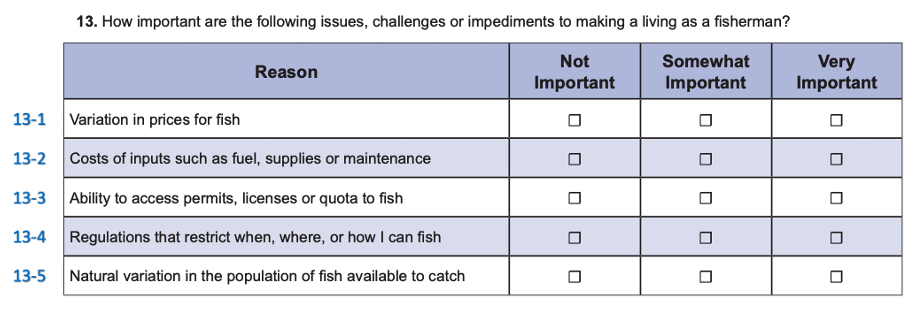 13. How important are the following issues, challenges or impediments to making a living as a fisherman?
Reason Not Important Somewhat Important Very Important
13-1 Variation in prices for fish ☐ ☐ ☐
13-2 Costs of inputs such as fuel, supplies or maintenance ☐ ☐ ☐
13-3 Ability to access permits, licenses or quota to fish ☐ ☐ ☐
13-4 Regulations that restrict when, where, or how I can fish ☐ ☐ ☐
13-5 Natural variation in the population of fish available to catch ☐ ☐ ☐